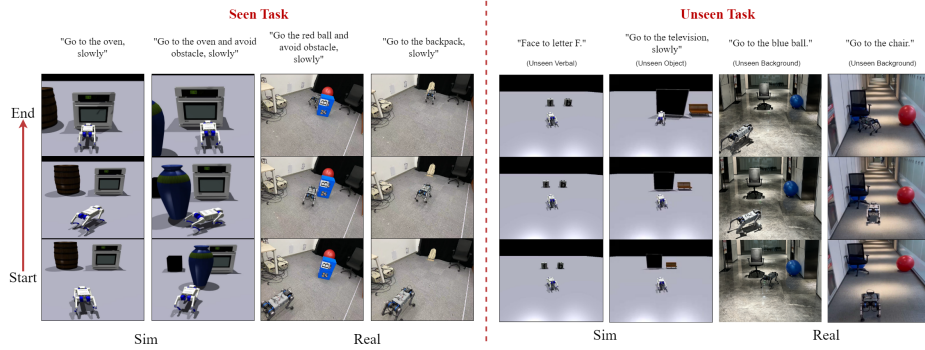 Seen Task
Unseen Task
"Go to the oven,
slowly"
"Go to the oven and avoid
obstacle, slowly"
"Go the red ball and
avoid obstacle,
slowly"
"Go to the backpack,
slowly"
"Face to letter F."
(Unseen Verbal)
"Go to the television,
slowly"
(Unseen Object)
"Go to the blue ball."
(Unseen Background)
"Go to the chair."
(Unseen Background)
End
Start
Sim
Real
Sim
Real